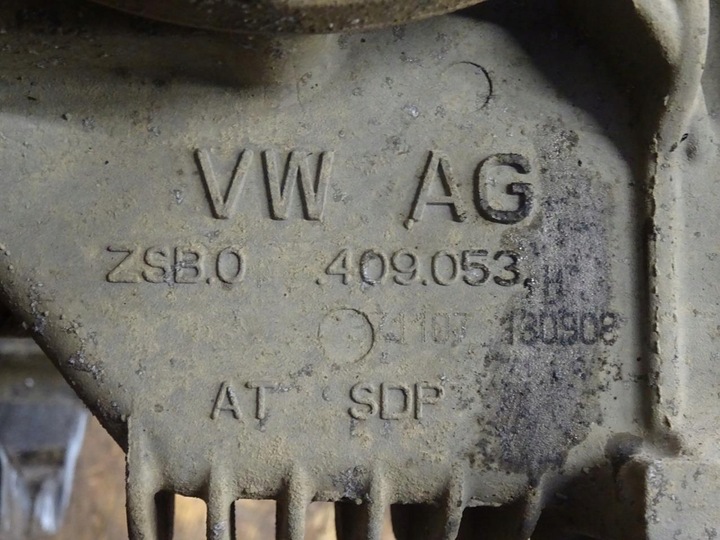 VW AG
ZSB.0 .409.053.H
130908
AT SDP